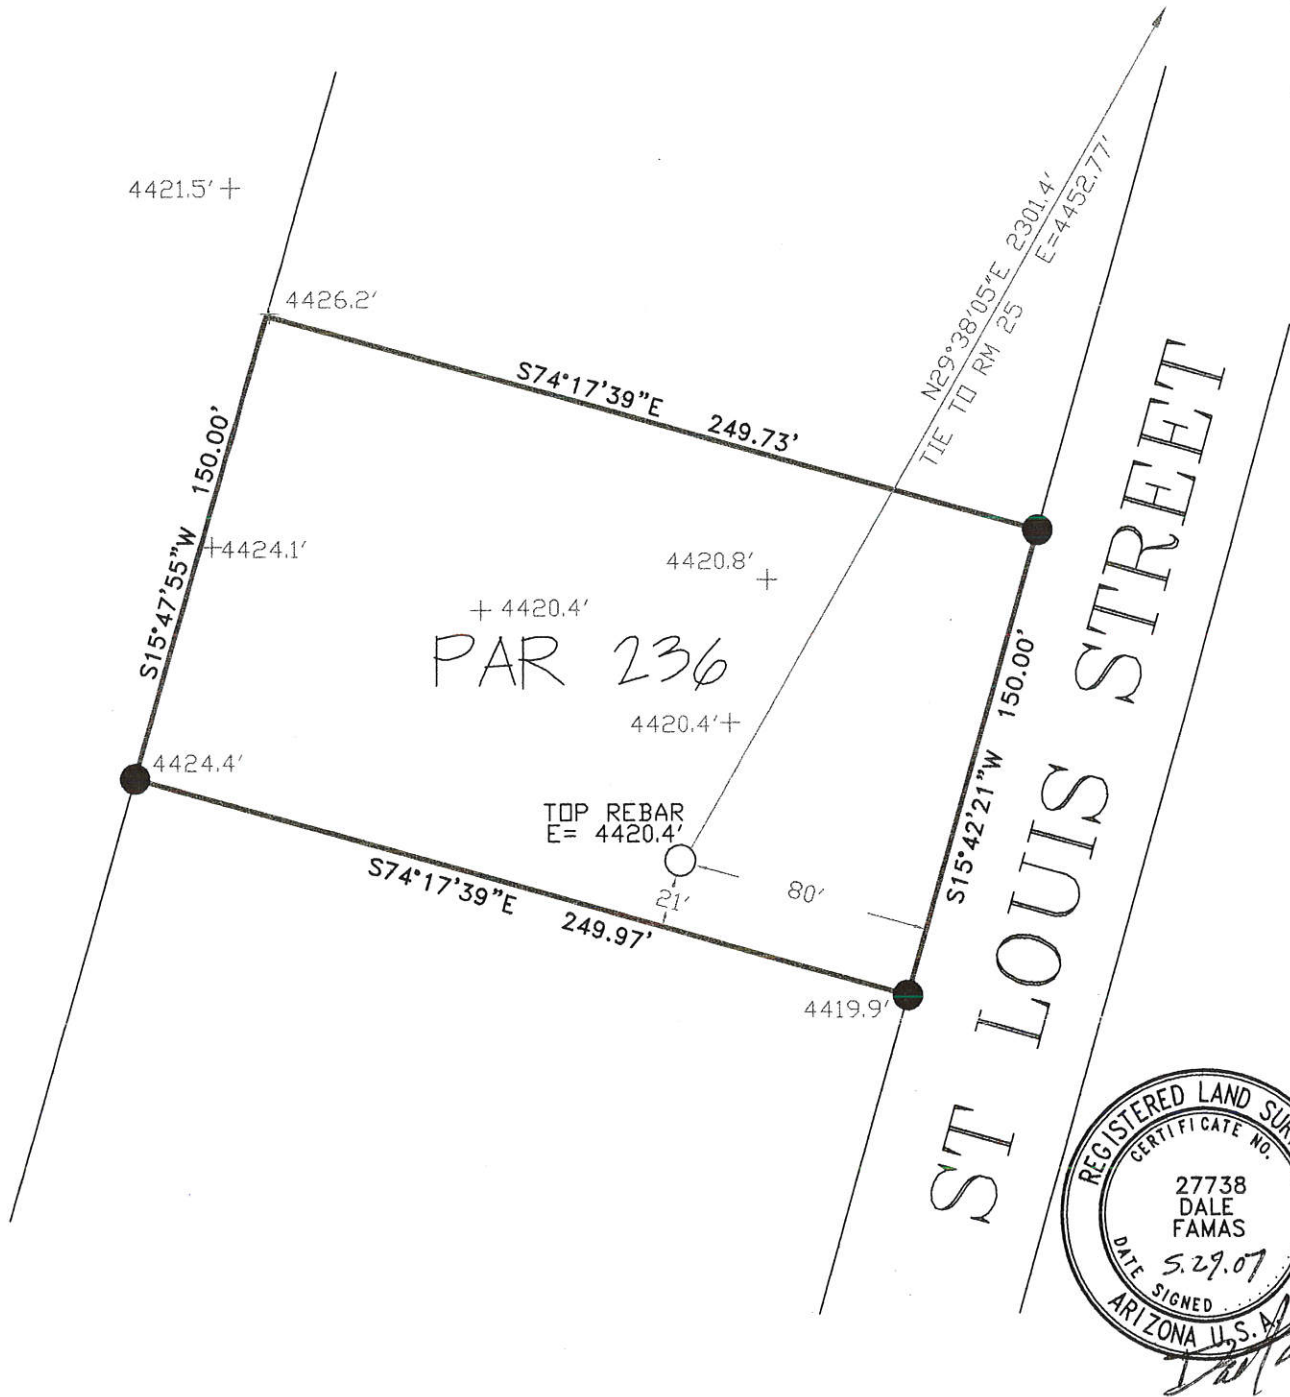 4421.5'
4426.2'
N29°38'05"E 2301.4'
TIE TO RM 25 E=4452.77'
S74°17'39"E 249.73'
S15°47'55"W 150.00'
4424.1'
4420.8'
4420.4'
PAR 236
4420.4'
4424.4'
TOP REBAR
E= 4420.4'
S15°42'21"W 150.00'
ST LOUIS STREET
80'
21'
S74°17'39"E 249.97'
4419.9'
REGISTERED LAND
CERTIFICATE NO.
27738
DALE
FAMAS
5.29.07
DATE SIGNED
ARIZONA U.S.A.